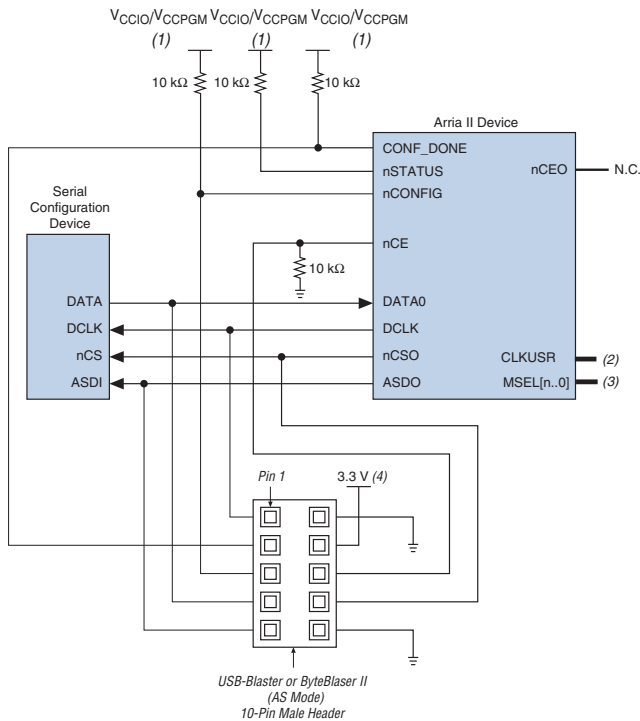 VCCIO/VCCPGM VCCIO/VCCPGM VCCIO/VCCPGM
(1) (1) (1)
10 kΩ 10 kΩ 10 kΩ
Arria II Device
CONF_DONE
nSTATUS
nCONFIG
nCE
nCEO
N.C.
Serial
Configuration
Device
10 kΩ
DATA
DCLK
nCS
ASDI
DATA0
DCLK
nCSO
ASDO
CLKUSR
(2)
MSEL[n..0]
(3)
Pin 1
3.3 V (4)
USB-Blaster or ByteBlaser II
(AS Mode)
10-Pin Male Header